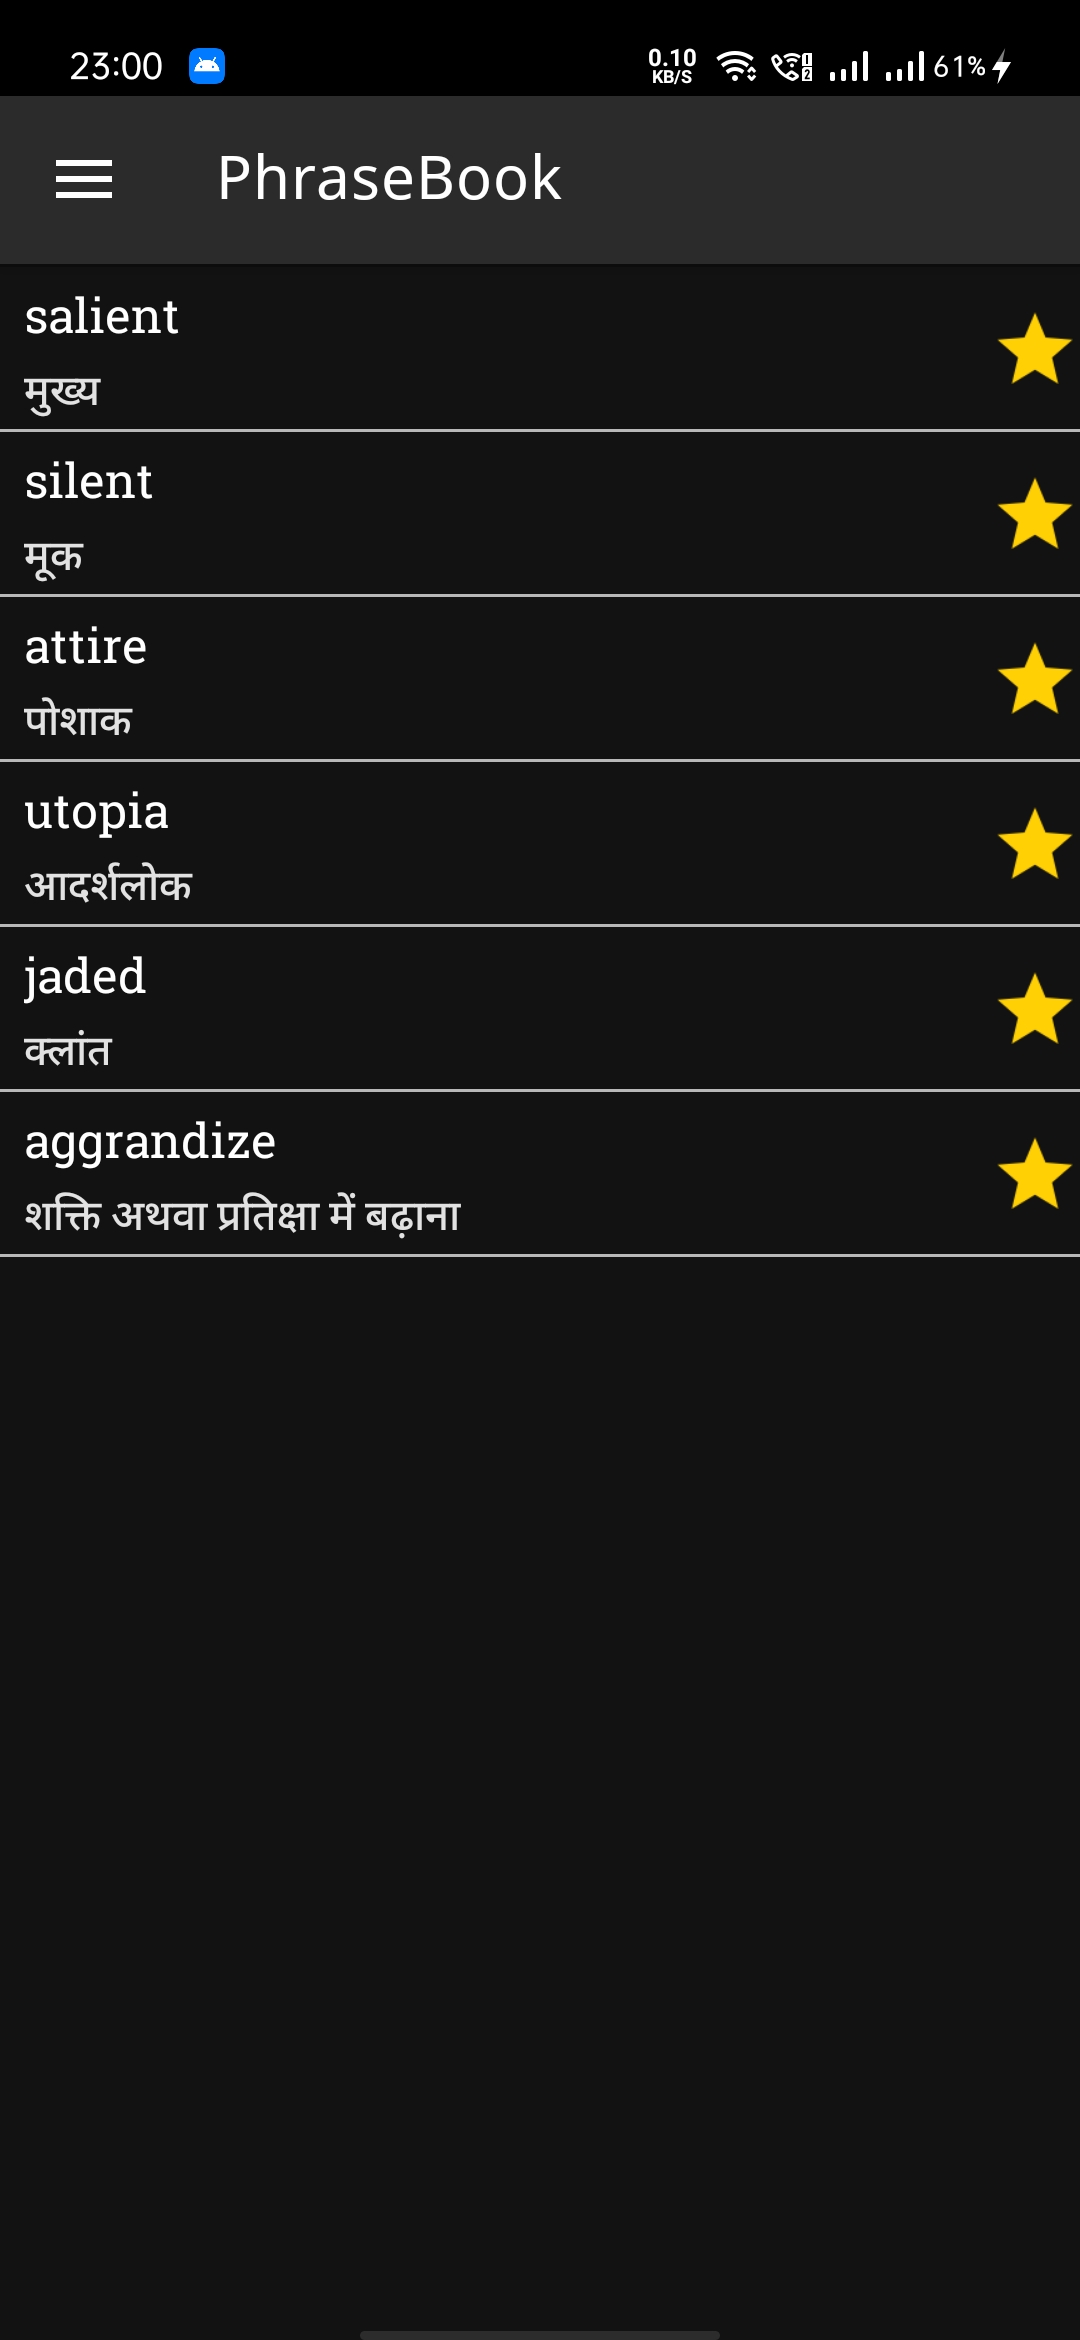 23:00
0.10
KB/S
61%
PhraseBook
salient
मुख्य
silent
मूक
attire
पोशाक
utopia
आदर्शलोक
jaded
क्लांत
aggrandize
शक्ति अथवा प्रतिक्षा में बढ़ाना